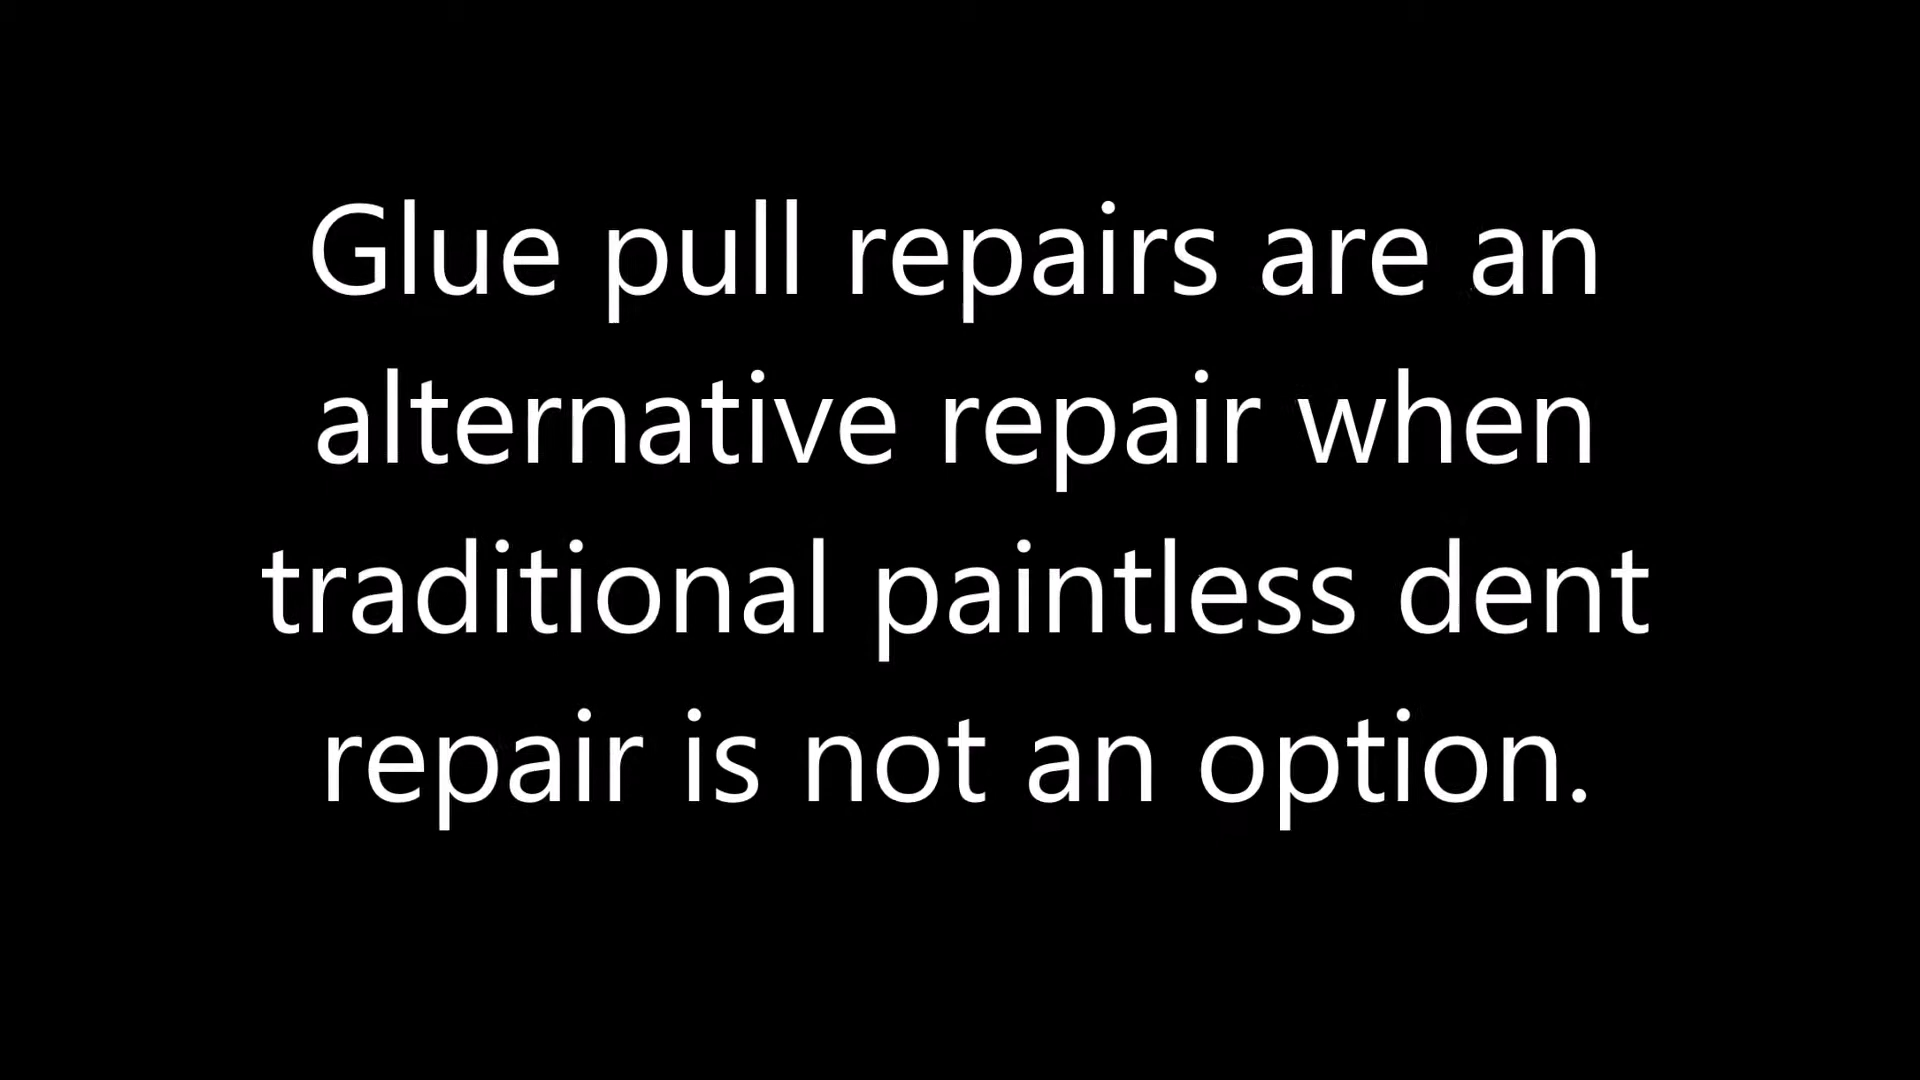 Glue pull repairs are an
alternative repair when
traditional paintless dent
repair is not an option.